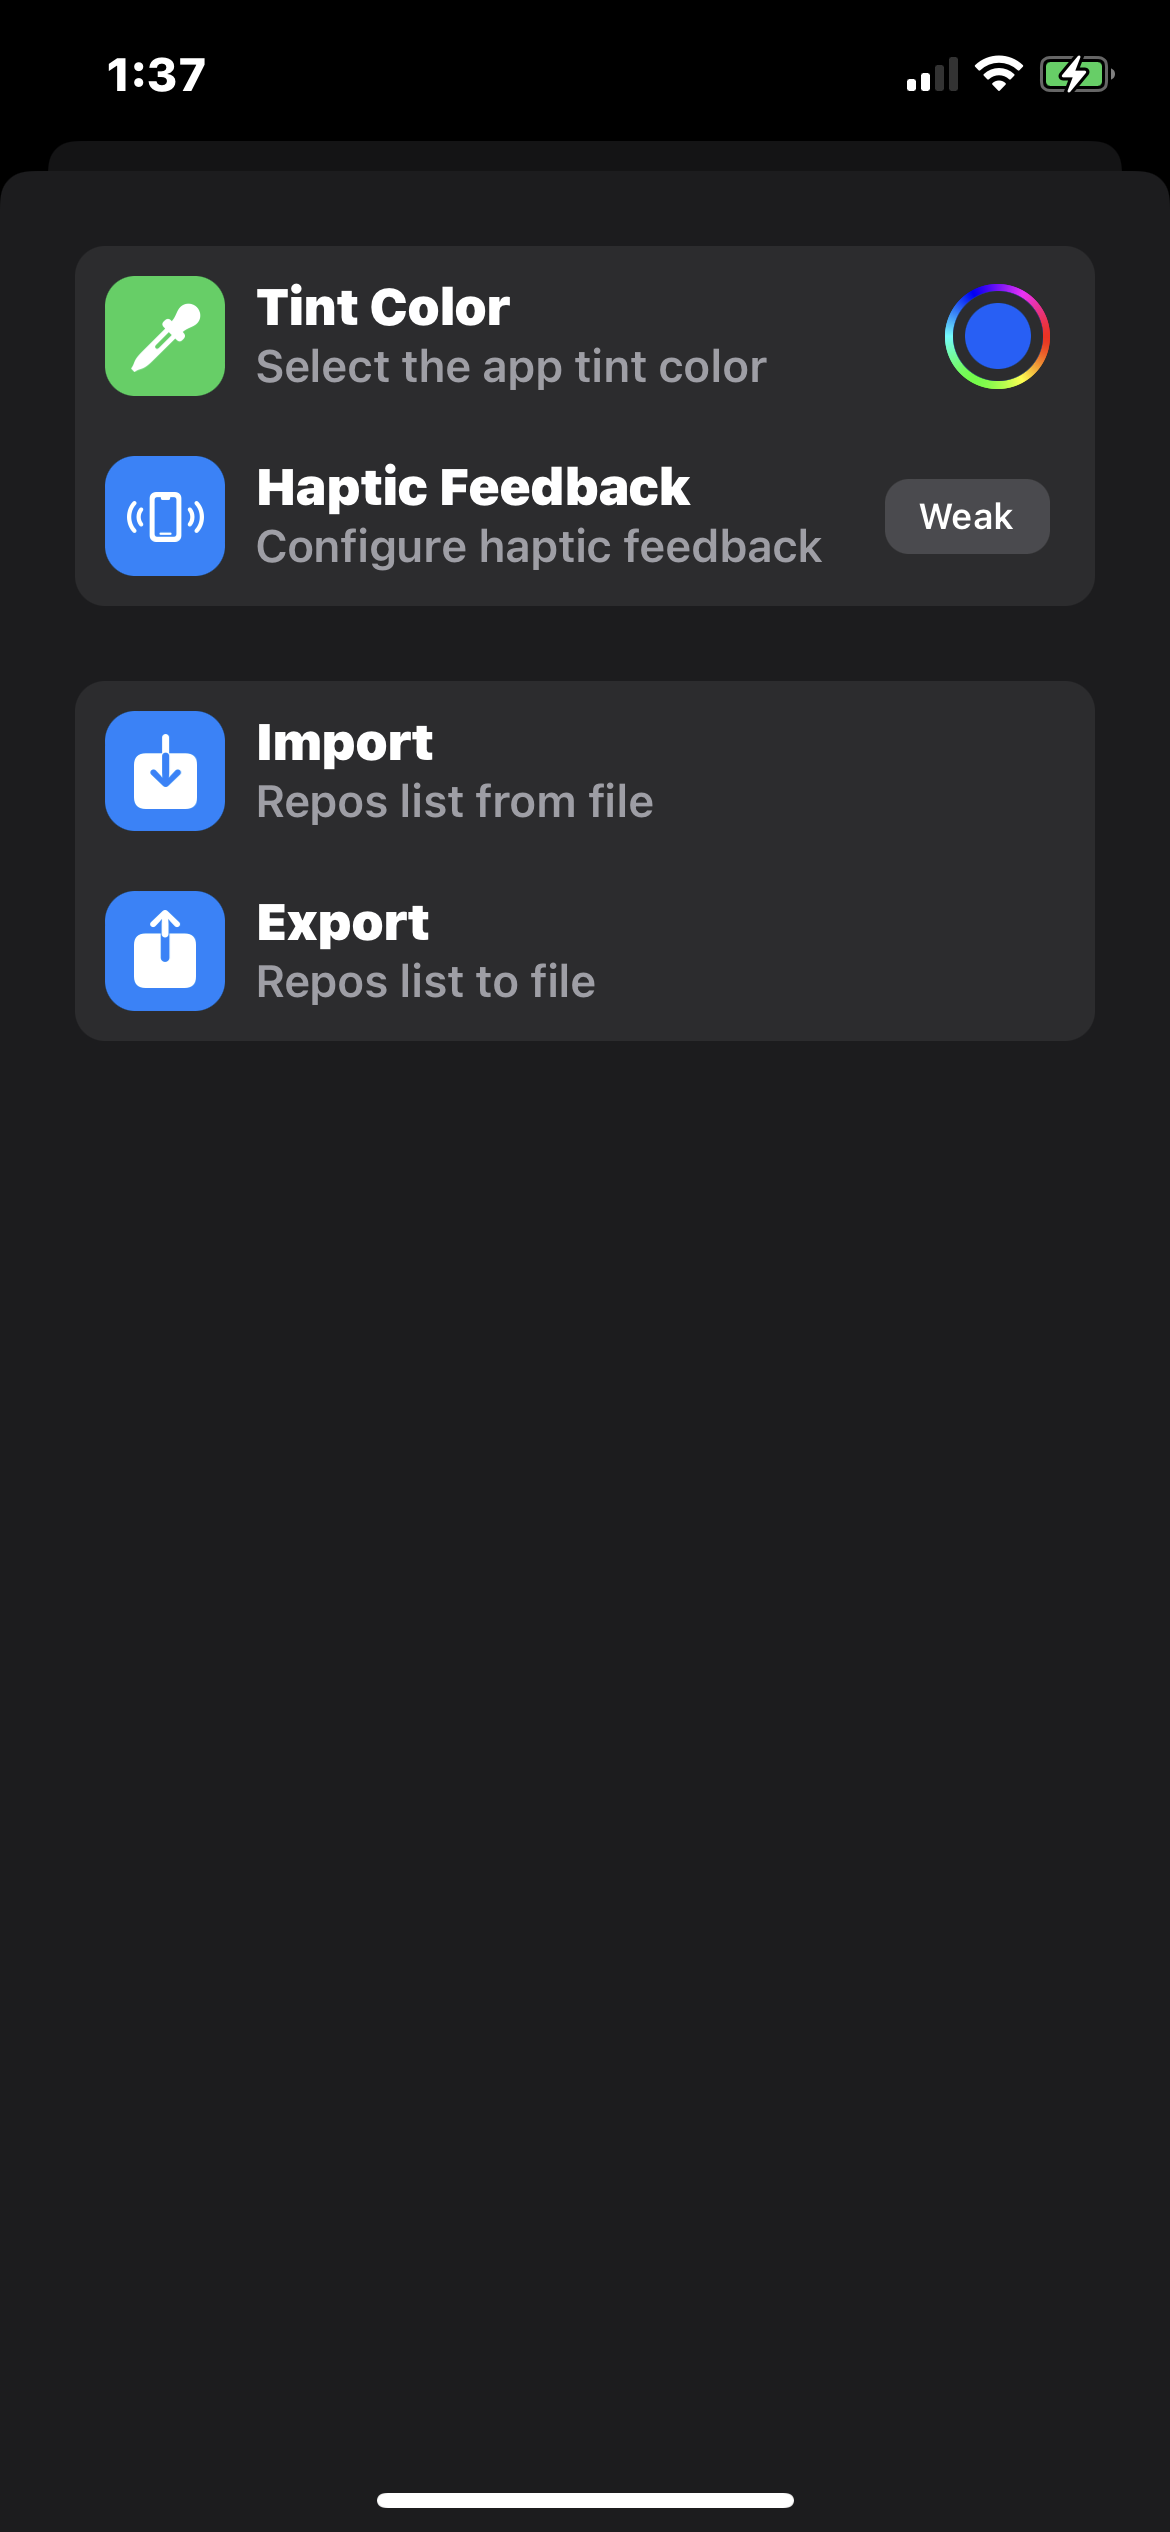 1:37
Tint Color
Select the app tint color
Haptic Feedback
Configure haptic feedback
Weak
Import
Repos list from file
Export
Repos list to file